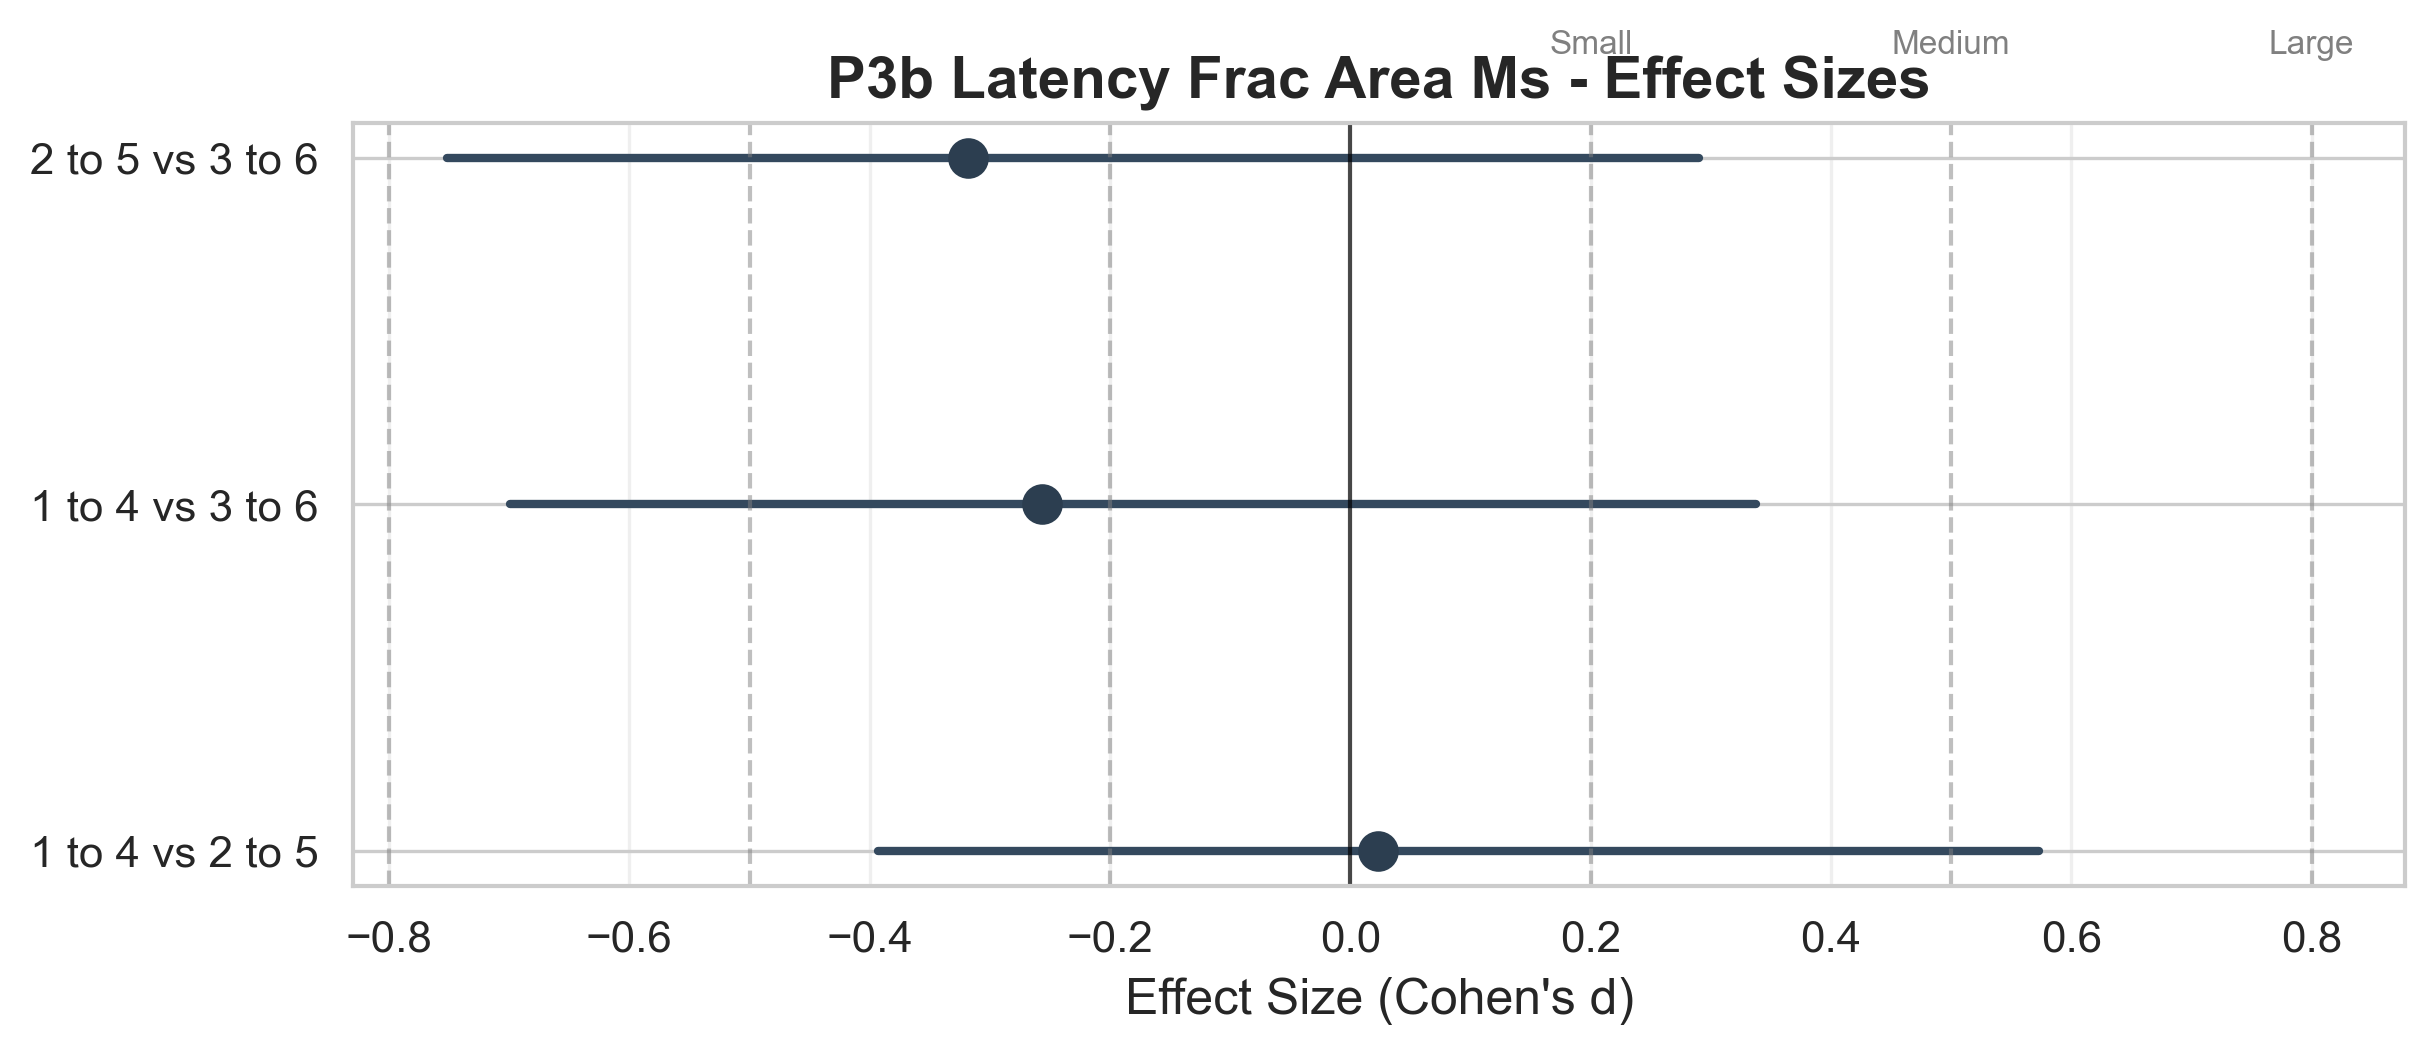 Small Medium Large
P3b Latency Frac Area Ms - Effect Sizes
2 to 5 vs 3 to 6
1 to 4 vs 3 to 6
1 to 4 vs 2 to 5
−0.8 −0.6 −0.4 −0.2 0.0 0.2 0.4 0.6 0.8
Effect Size (Cohen's d)